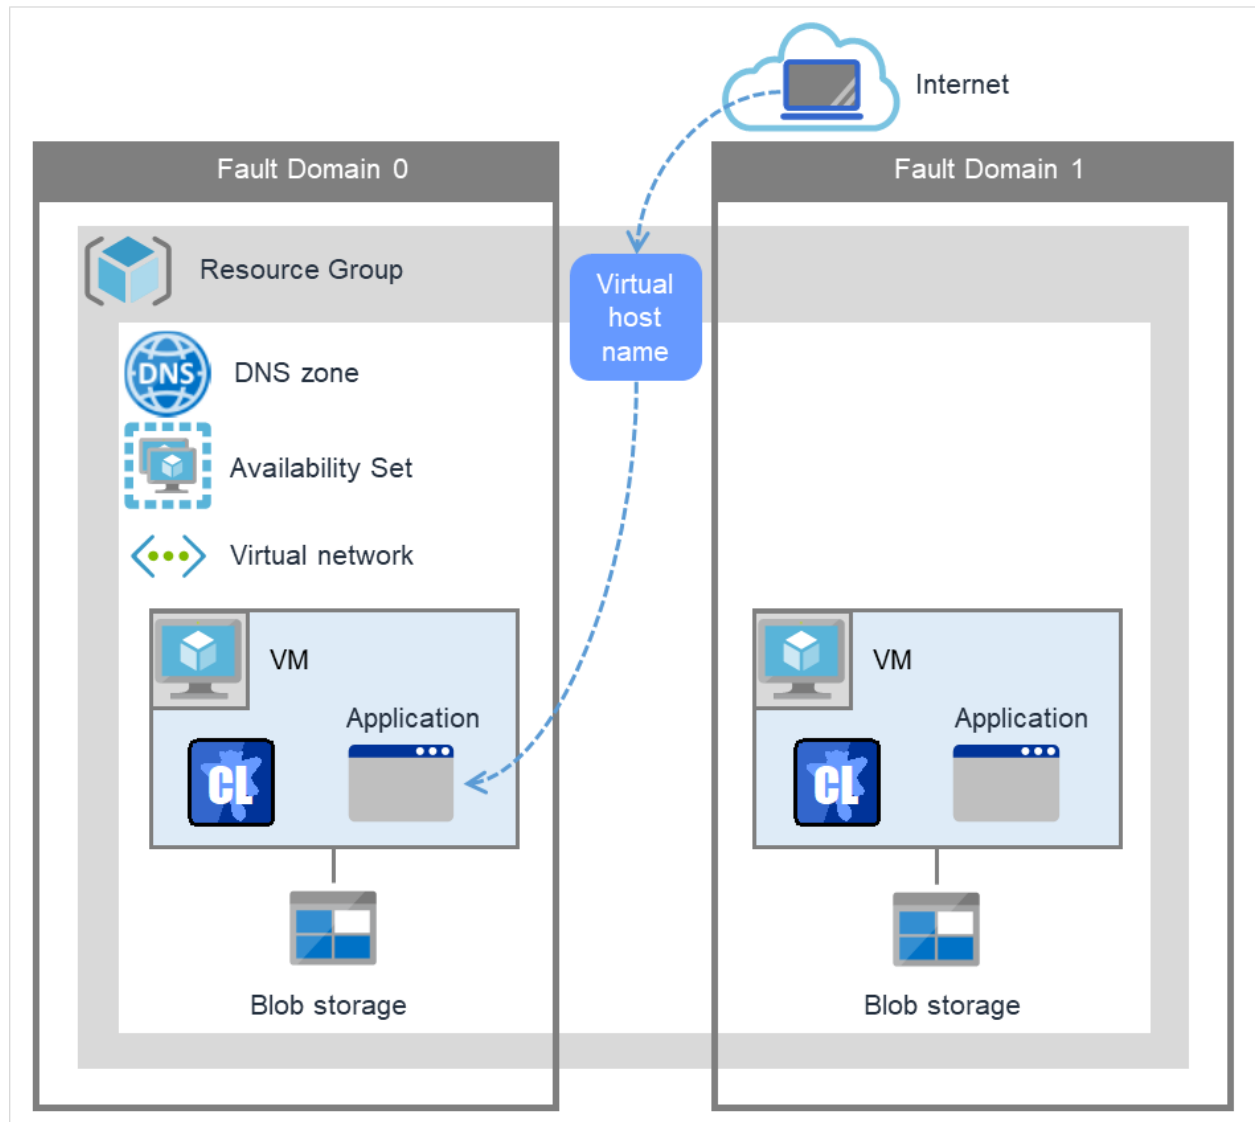 Internet
Fault Domain 0
Fault Domain 1
Resource Group
Virtual
host
name
DNS
DNS zone
Availability Set
Virtual network
VM
VM
Application
Application
CL
CL
Blob storage
Blob storage